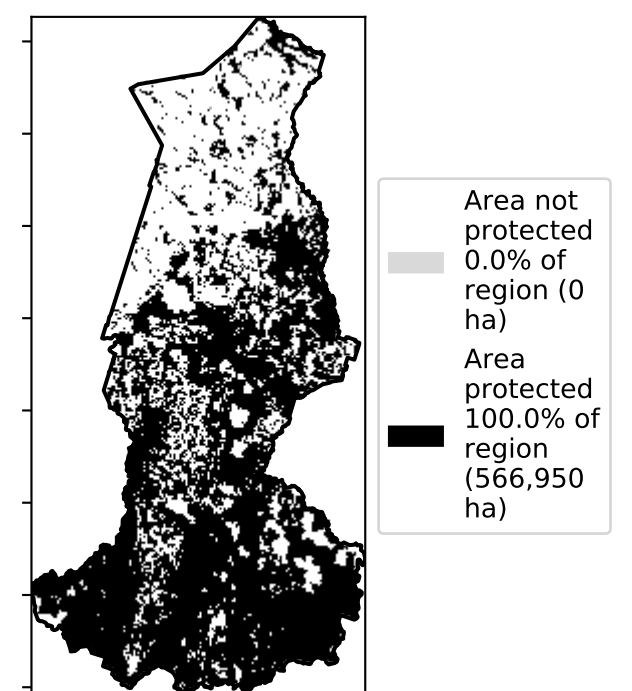 Area not
protected
0.0% of
region (0
ha)
Area
protected
100.0% of
region
(566,950
ha)